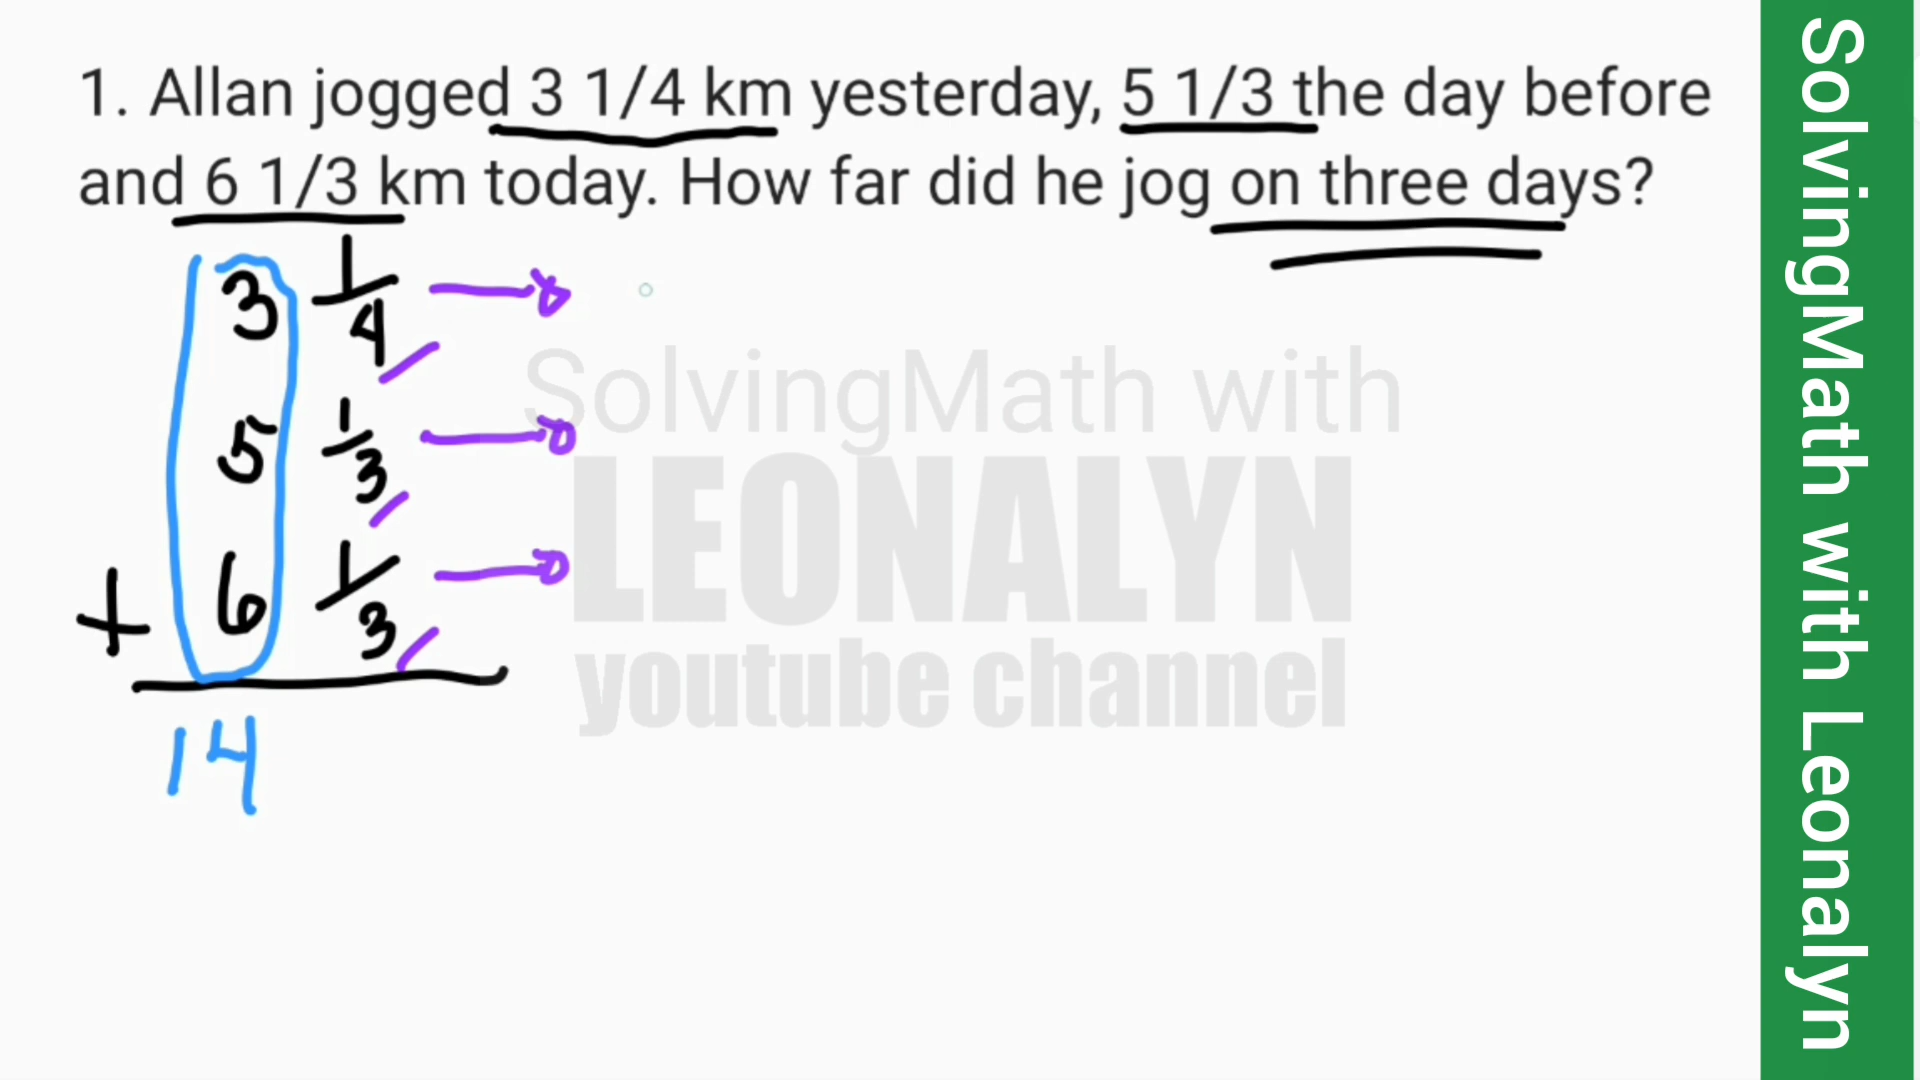 1. Allan jogged 3 1/4 km yesterday, 5 1/3 the day before
and 6 1/3 km today. How far did he jog on three days?
3 1/4
5 1/3
+ 6 1/3
14
SolvingMath with
LEONALYN
youtube channel
SolvingMath with Leonalyn